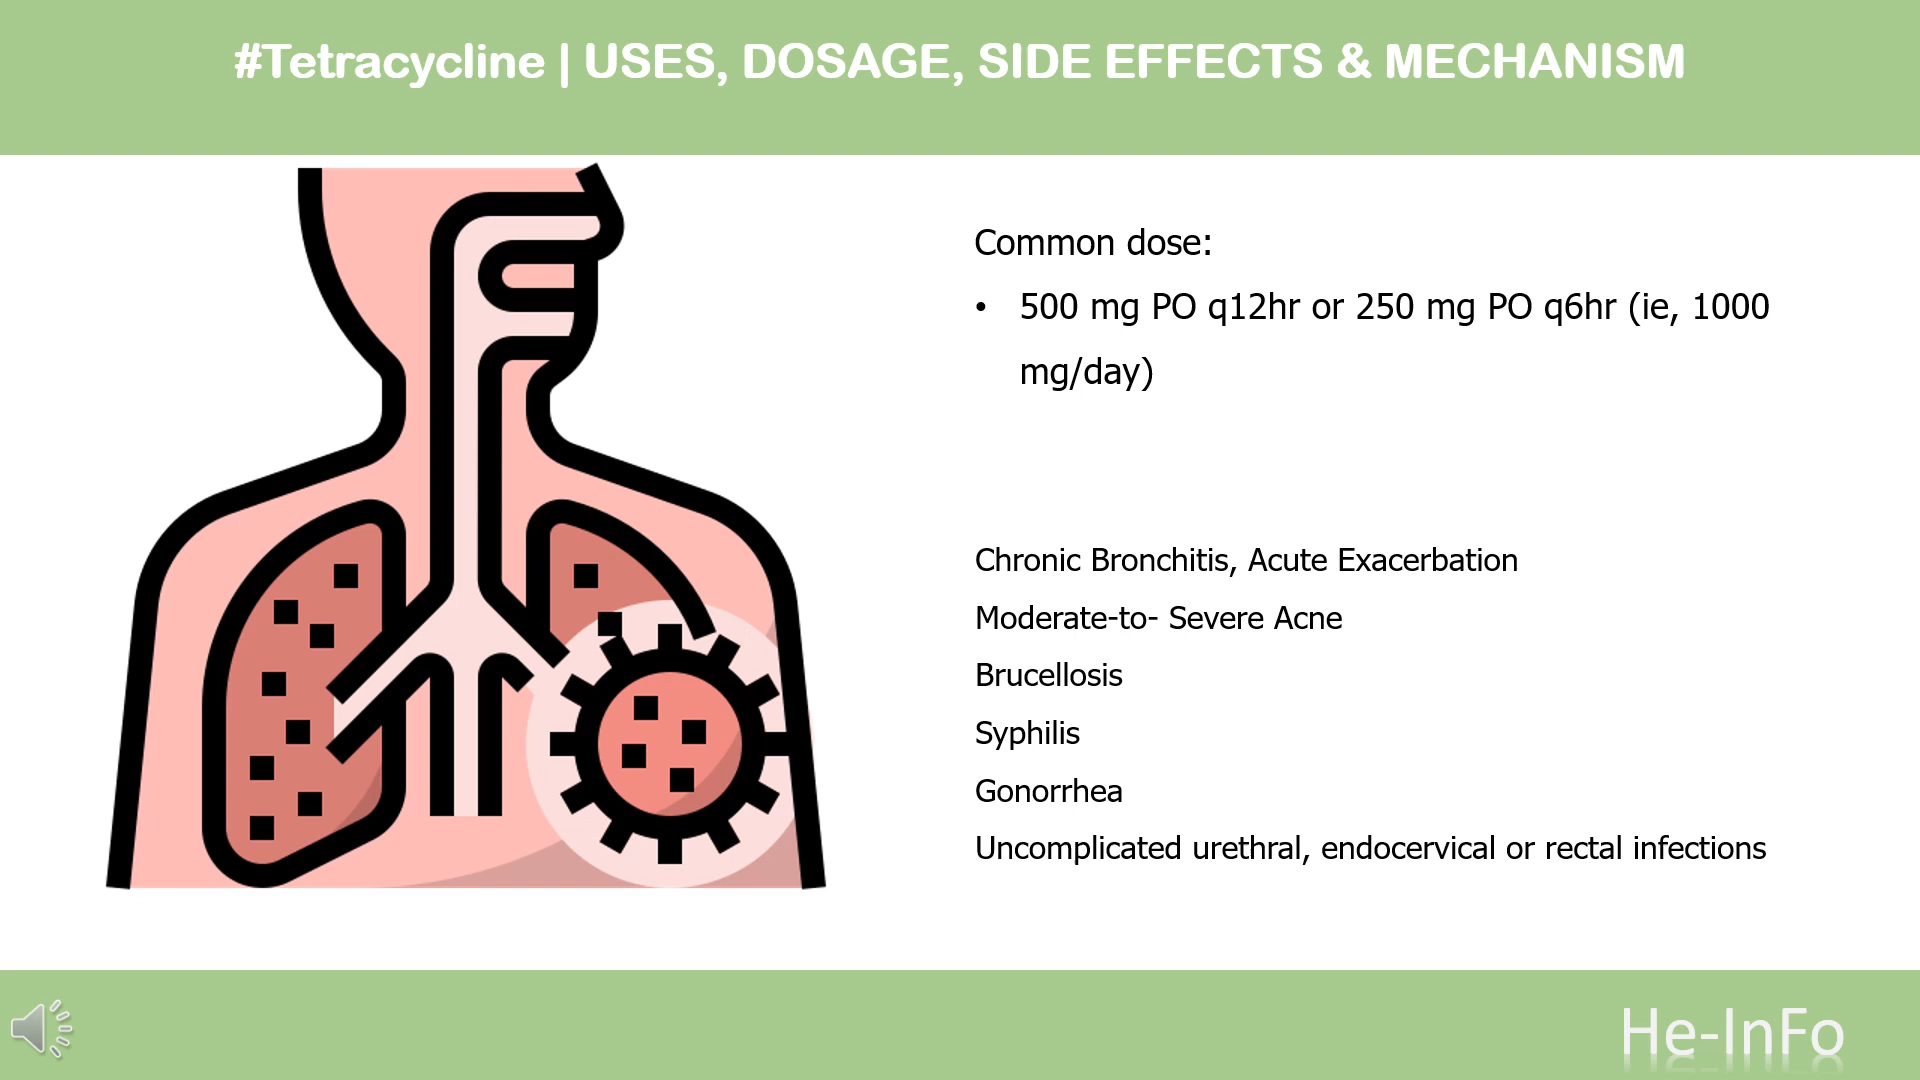 #Tetracycline | USES, DOSAGE, SIDE EFFECTS & MECHANISM
Common dose:
• 500 mg PO q12hr or 250 mg PO q6hr (ie, 1000
mg/day)
Chronic Bronchitis, Acute Exacerbation
Moderate-to- Severe Acne
Brucellosis
Syphilis
Gonorrhea
Uncomplicated urethral, endocervical or rectal infections
He-InFo